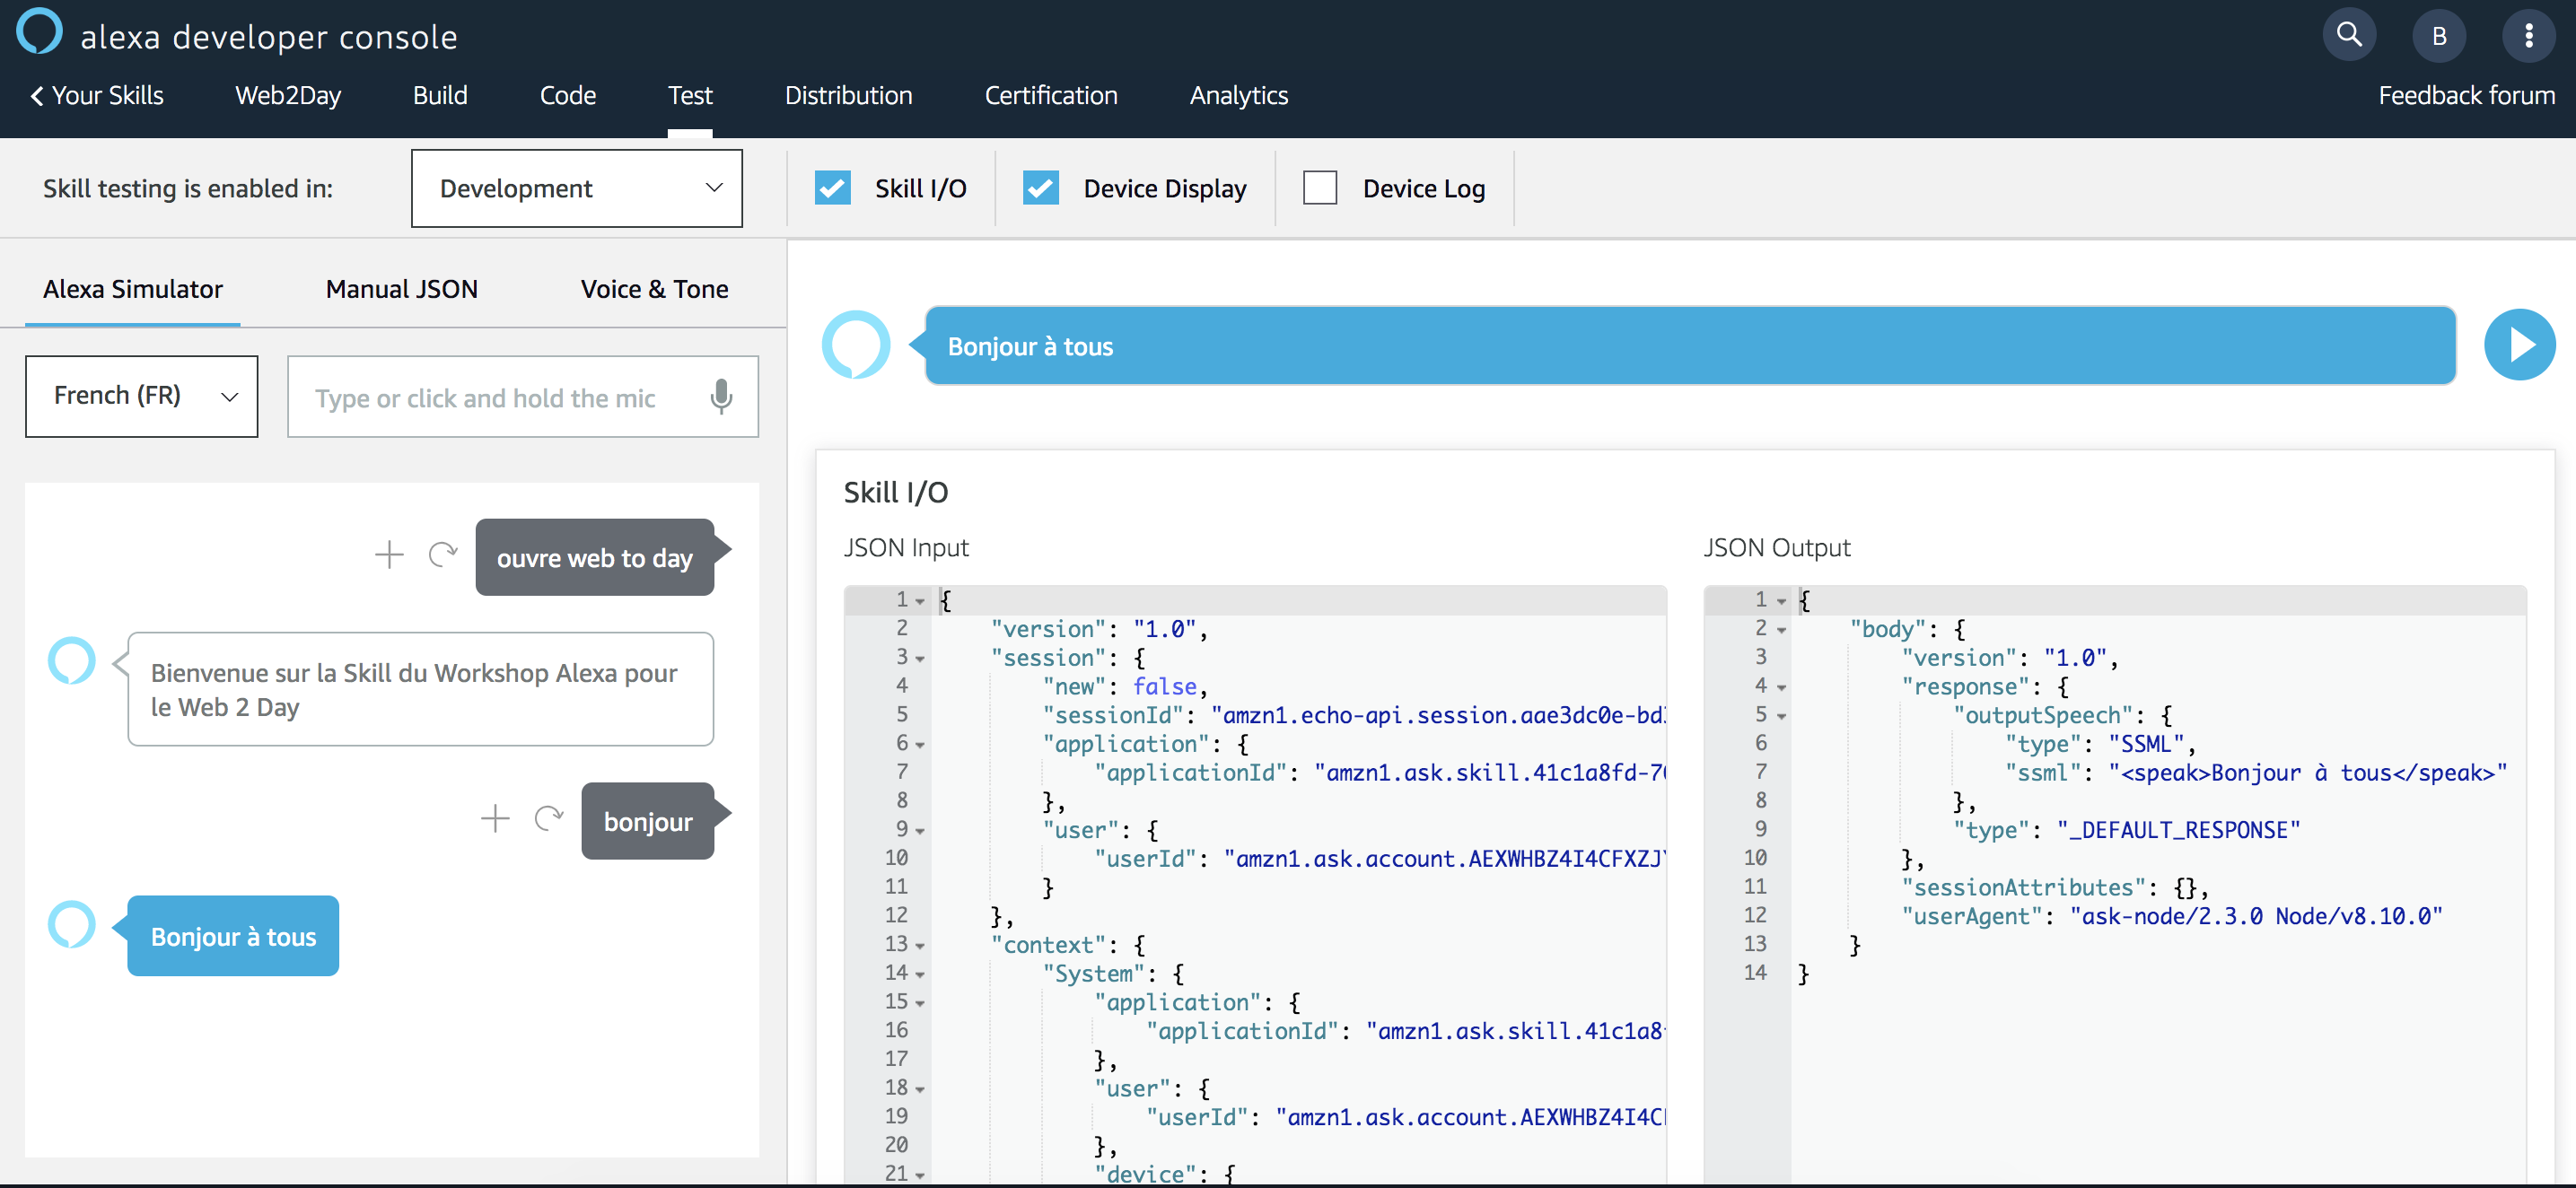 alexa developer console
B
Your Skills
Web2Day
Build
Code
Test
Distribution
Certification
Analytics
Feedback forum
Skill testing is enabled in:
Development
Skill I/O
Device Display
Device Log
Alexa Simulator
Manual JSON
Voice & Tone
French (FR)
Type or click and hold the mic
ouvre web to day
Bienvenue sur la Skill du Workshop Alexa pour
le Web 2 Day
bonjour
Bonjour à tous
Bonjour à tous
Skill I/O
JSON Input
1 {
2 "version": "1.0",
3 "session": {
4 "new": false,
5 "sessionId": "amzn1.echo-api.session.aae3dc0e-bd
6 "application": {
7 "applicationId": "amzn1.ask.skill.41c1a8fd-7
8 },
9 "user": {
10 "userId": "amzn1.ask.account.AEXWHBZ4I4CFXZJ
11 }
12 },
13 "context": {
14 "System": {
15 "application": {
16 "applicationId": "amzn1.ask.skill.41c1a8
17 },
18 "user": {
19 "userId": "amzn1.ask.account.AEXWHBZ4I4C
20 },
21 "device": {
JSON Output
1 {
2 "body": {
3 "version": "1.0",
4 "response": {
5 "outputSpeech": {
6 "type": "SSML",
7 "ssml": "<speak>Bonjour à tous</speak>"
8 },
9 "type": "_DEFAULT_RESPONSE"
10 },
11 "sessionAttributes": {},
12 "userAgent": "ask-node/2.3.0 Node/v8.10.0"
13 }
14 }